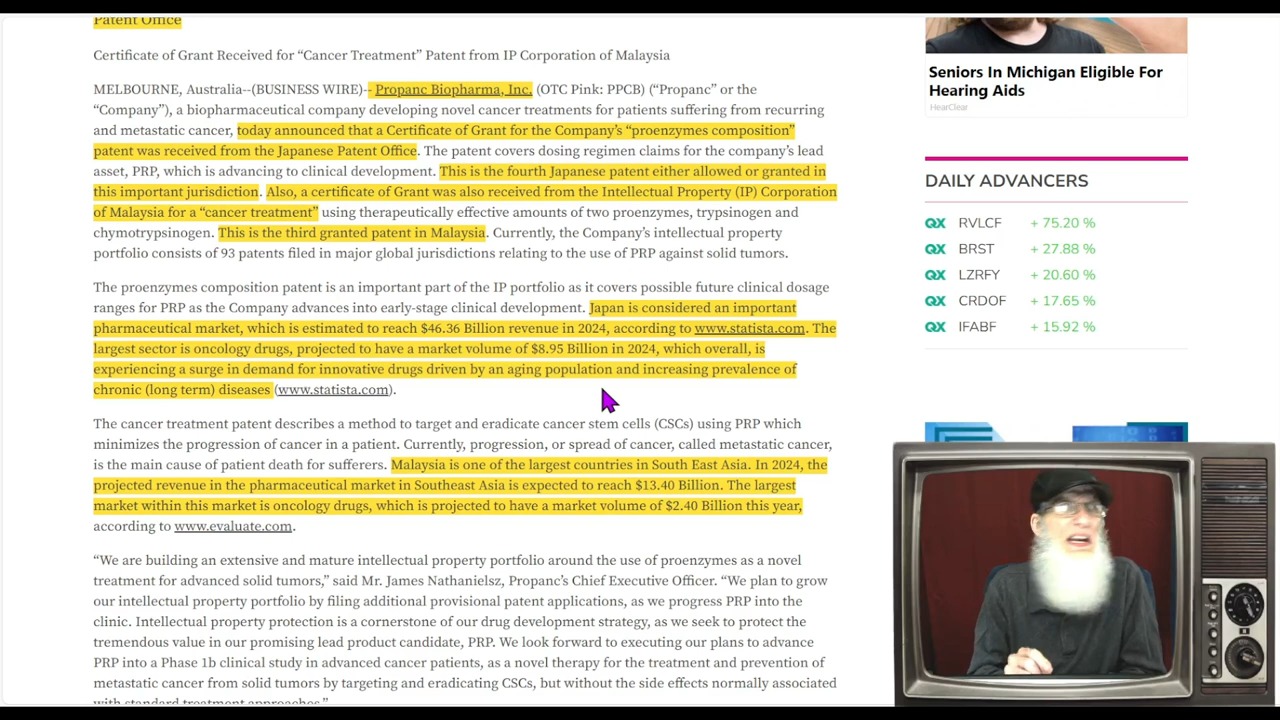 Patent Office
Certificate of Grant Received for “Cancer Treatment” Patent from IP Corporation of Malaysia
MELBOURNE, Australia--(BUSINESS WIRE)-- Propanc Biopharma, Inc. (OTC Pink: PPCB) (“Propanc” or the
“Company”), a biopharmaceutical company developing novel cancer treatments for patients suffering from recurring
and metastatic cancer, today announced that a Certificate of Grant for the Company’s “proenzymes composition”
patent was received from the Japanese Patent Office. The patent covers dosing regimen claims for the company’s lead
asset, PRP, which is advancing to clinical development. This is the fourth Japanese patent either allowed or granted in
this important jurisdiction. Also, a certificate of Grant was also received from the Intellectual Property (IP) Corporation
of Malaysia for a “cancer treatment” using therapeutically effective amounts of two proenzymes, trypsinogen and
chymotrypsinogen. This is the third granted patent in Malaysia. Currently, the Company’s intellectual property
portfolio consists of 93 patents filed in major global jurisdictions relating to the use of PRP against solid tumors.
The proenzymes composition patent is an important part of the IP portfolio as it covers possible future clinical dosage
ranges for PRP as the Company advances into early-stage clinical development. Japan is considered an important
pharmaceutical market, which is estimated to reach $46.36 Billion revenue in 2024, according to www.statista.com. The
largest sector is oncology drugs, projected to have a market volume of $8.95 Billion in 2024, which overall, is
experiencing a surge in demand for innovative drugs driven by an aging population and increasing prevalence of
chronic (long term) diseases (www.statista.com).
The cancer treatment patent describes a method to target and eradicate cancer stem cells (CSCs) using PRP which
minimizes the progression of cancer in a patient. Currently, progression, or spread of cancer, called metastatic cancer,
is the main cause of patient death for sufferers. Malaysia is one of the largest countries in South East Asia. In 2024, the
projected revenue in the pharmaceutical market in Southeast Asia is expected to reach $13.40 Billion. The largest
market within this market is oncology drugs, which is projected to have a market volume of $2.40 Billion this year,
according to www.evaluate.com.
“We are building an extensive and mature intellectual property portfolio around the use of proenzymes as a novel
treatment for advanced solid tumors,” said Mr. James Nathanielsz, Propanc’s Chief Executive Officer. “We plan to grow
our intellectual property portfolio by filing additional provisional patent applications, as we progress PRP into the
clinic. Intellectual property protection is a cornerstone of our drug development strategy, as we seek to protect the
tremendous value in our promising lead product candidate, PRP. We look forward to executing our plans to advance
PRP into a Phase 1b clinical study in advanced cancer patients, as a novel therapy for the treatment and prevention of
metastatic cancer from solid tumors by targeting and eradicating CSCs, but without the side effects normally associated
with standard treatment approaches.”
Seniors In Michigan Eligible For
Hearing Aids
HearClear
DAILY ADVANCERS
QX RVLCF + 75.20 %
QX BRST + 27.88 %
QX LZRFY + 20.60 %
QX CRDOF + 17.65 %
QX IFABF + 15.92 %